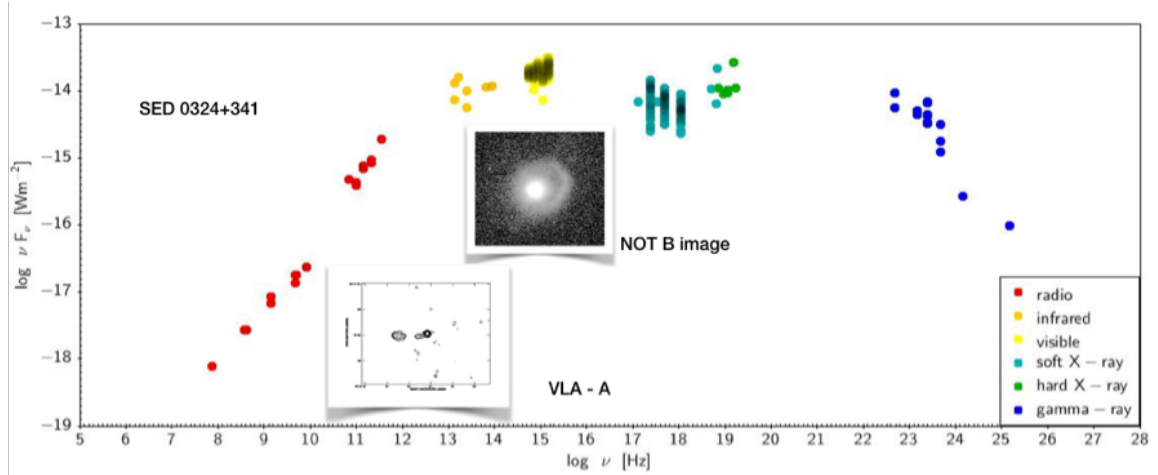 −13
−14
−15
−16
−17
−18
−19
log ν Fν [Wm−2]
SED 0324+341
NOT B image
VLA - A
radio
infrared
visible
soft X − ray
hard X − ray
gamma − ray
5 6 7 8 9 10 11 12 13 14 15 16 17 18 19 20 21 22 23 24 25 26 27 28
log ν [Hz]